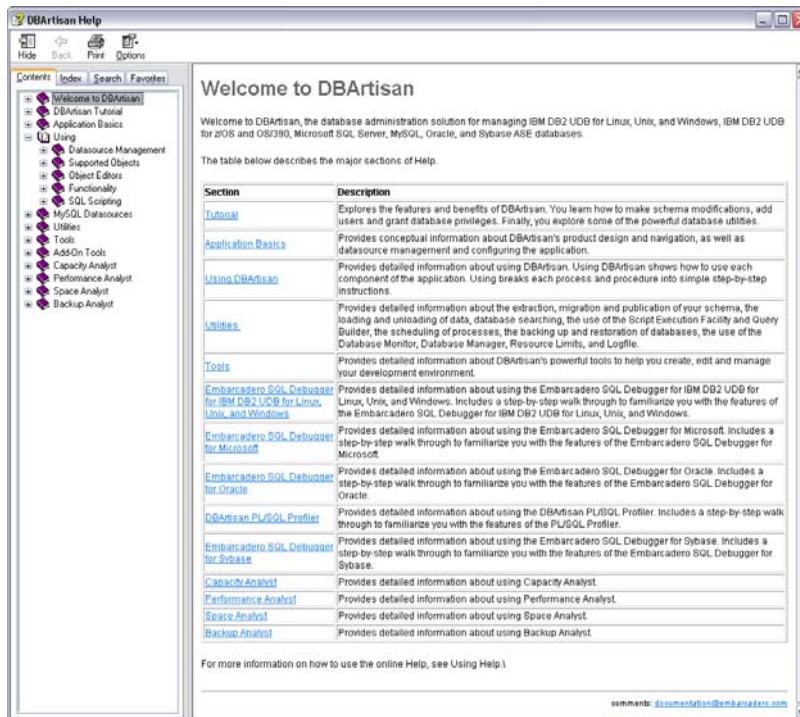 DBArtisan Help
Hide Back Print Options
Contents Index Search Favorites
Welcome to DBArtisan
DBArtisan Tutorial
Application Basics
Using
Datasource Management
Supported Objects
Object Editors
Functionality
SQL Scripting
MySQL Datasources
Utilities
Tools
Add-On Tools
Capacity Analyst
Performance Analyst
Space Analyst
Backup Analyst
Welcome to DBArtisan
Welcome to DBArtisan, the database administration solution for managing IBM DB2 UDB for Linux, Unix, and Windows, IBM DB2 UDB
for z/OS and OS/390, Microsoft SQL Server, MySQL, Oracle, and Sybase ASE databases.
The table below describes the major sections of Help.
Section Description
Tutorial
Explores the features and benefits of DBArtisan. You learn how to make schema modifications, add
users and grant database privileges. Finally, you explore some of the powerful database utilities.
Application Basics
Provides conceptual information about DBArtisan's product design and navigation, as well as
datasource management and configuring the application.
Using DBArtisan
Provides detailed information about using DBArtisan. Using DBArtisan shows how to use each
component of the application. Using breaks each process and procedure into simple step-by-step
instructions.
Utilities
Provides detailed information about the extraction, migration and publication of your schema, the
loading and unloading of data, database searching, the use of the Script Execution Facility and Query
Builder, the scheduling of processes, the backing up and restoration of databases, the use of the
Database Monitor, Database Manager, Resource Limits, and Logfile.
Tools
Provides detailed information about DBArtisan's powerful tools to help you create, edit and manage
your development environment.
Embarcadero SQL Debugger
for IBM DB2 UDB for Linux,
Unix, and Windows
Provides detailed information about using the Embarcadero SQL Debugger for IBM DB2 UDB for
Linux, Unix, and Windows. Includes a step-by-step walk through to familiarize you with the features of
the Embarcadero SQL Debugger for IBM DB2 UDB for Linux, Unix, and Windows.
Embarcadero SQL Debugger
for Microsoft
Provides detailed information about using the Embarcadero SQL Debugger for Microsoft. Includes a
step-by-step walk through to familiarize you with the features of the Embarcadero SQL Debugger for
Microsoft.
Embarcadero SQL Debugger
for Oracle
Provides detailed information about using the Embarcadero SQL Debugger for Oracle. Includes a
step-by-step walk through to familiarize you with the features of the Embarcadero SQL Debugger for
Oracle.
DBArtisan PL/SQL Profiler
Provides detailed information about using the DBArtisan PL/SQL Profiler. Includes a step-by-step walk
through to familiarize you with the features of the PL/SQL Profiler.
Embarcadero SQL Debugger
for Sybase
Provides detailed information about using the Embarcadero SQL Debugger for Sybase. Includes a
step-by-step walk through to familiarize you with the features of the Embarcadero SQL Debugger for
Sybase.
Capacity Analyst Provides detailed information about using Capacity Analyst.
Performance Analyst Provides detailed information about using Performance Analyst.
Space Analyst Provides detailed information about using Space Analyst.
Backup Analyst Provides detailed information about using Backup Analyst.
For more information on how to use the online Help, see Using Help.\
comments: documentation@embarcadero.com